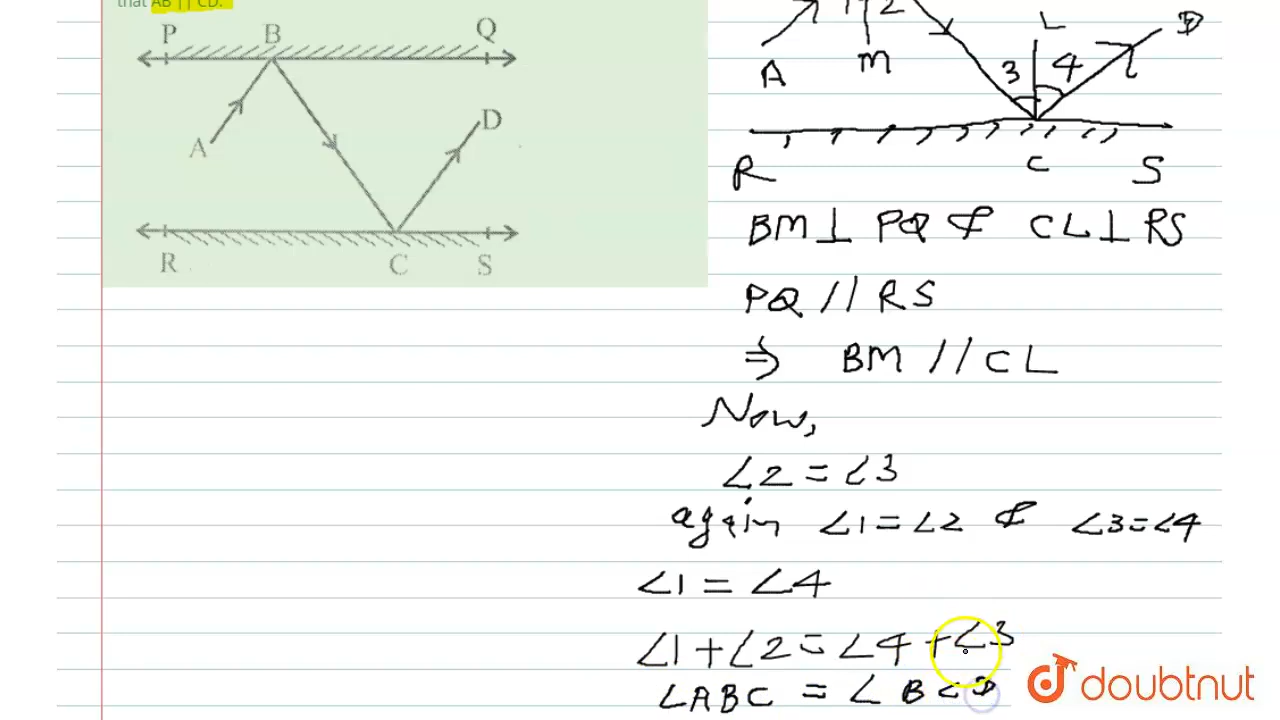 that AB || CD.
P B Q
A D
R C S
1 2
L D
A M 3 4
R C S
BM ⊥ PQ & CL ⊥ RS
PQ // RS
⇒ BM // CL
Now,
∠2 = ∠3
again ∠1 = ∠2 & ∠3 = ∠4
∠1 = ∠4
∠1 + ∠2 = ∠4 + ∠3
∠ABC = ∠BCD
doubtnut